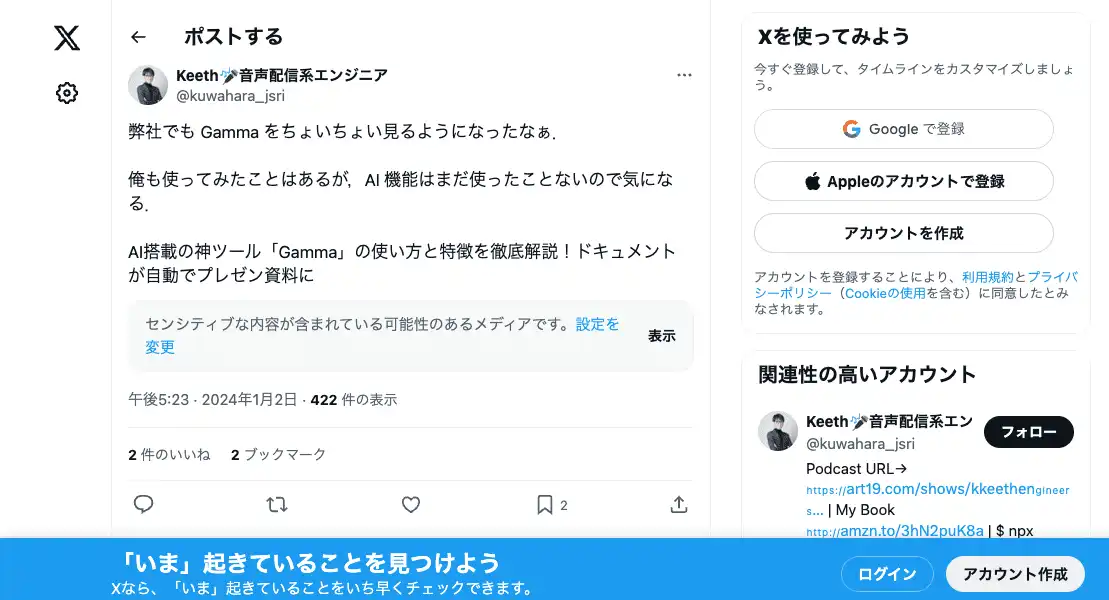 ポストする
Keeth🎤音声配信系エンジニア
@kuwahara_jsri
弊社でも Gamma をちょいちょい見るようになったなぁ．
俺も使ってみたことはあるが，AI 機能はまだ使ったことないので気にな
る．
AI搭載の神ツール「Gamma」の使い方と特徴を徹底解説！ドキュメント
が自動でプレゼン資料に
センシティブな内容が含まれている可能性のあるメディアです。設定を
変更
表示
午後5:23 · 2024年1月2日 · 422 件の表示
2 件のいいね 2 ブックマーク
2
Xを使ってみよう
今すぐ登録して、タイムラインをカスタマイズしましょ
う。
Google で登録
Appleのアカウントで登録
アカウントを作成
アカウントを登録することにより、利用規約とプライバ
シーポリシー（Cookieの使用を含む）に同意したとみ
なされます。
関連性の高いアカウント
Keeth🎤音声配信系エン
@kuwahara_jsri
フォロー
Podcast URL→
https://art19.com/shows/kkeethengineer
s... | My Book
http://amzn.to/3hN2puK8a | $ npx
「いま」起きていることを見つけよう
Xなら、「いま」起きていることをいち早くチェックできます。
ログイン
アカウント作成